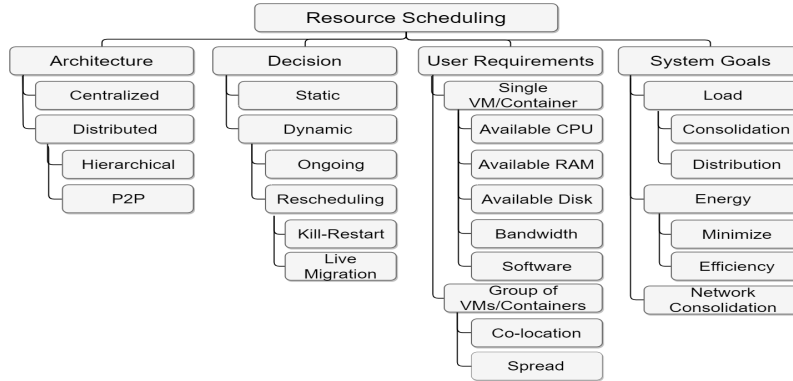 Resource Scheduling
Architecture
Centralized
Distributed
Hierarchical
P2P
Decision
Static
Dynamic
Ongoing
Rescheduling
Kill-Restart
Live
Migration
User Requirements
Single
VM/Container
Available CPU
Available RAM
Available Disk
Bandwidth
Software
Group of
VMs/Containers
Co-location
Spread
System Goals
Load
Consolidation
Distribution
Energy
Minimize
Efficiency
Network
Consolidation